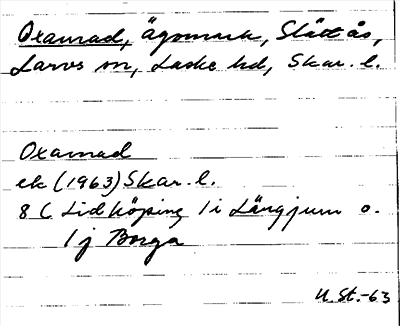 Oxamad, Ägomark, Slättås,
Larvs sn, Laske hd, Skar. l.
Oxamad
ek (1963) Skar. l.
8 C Lidköping 1 i Längjum o.
1 j Borga
U. St.-63